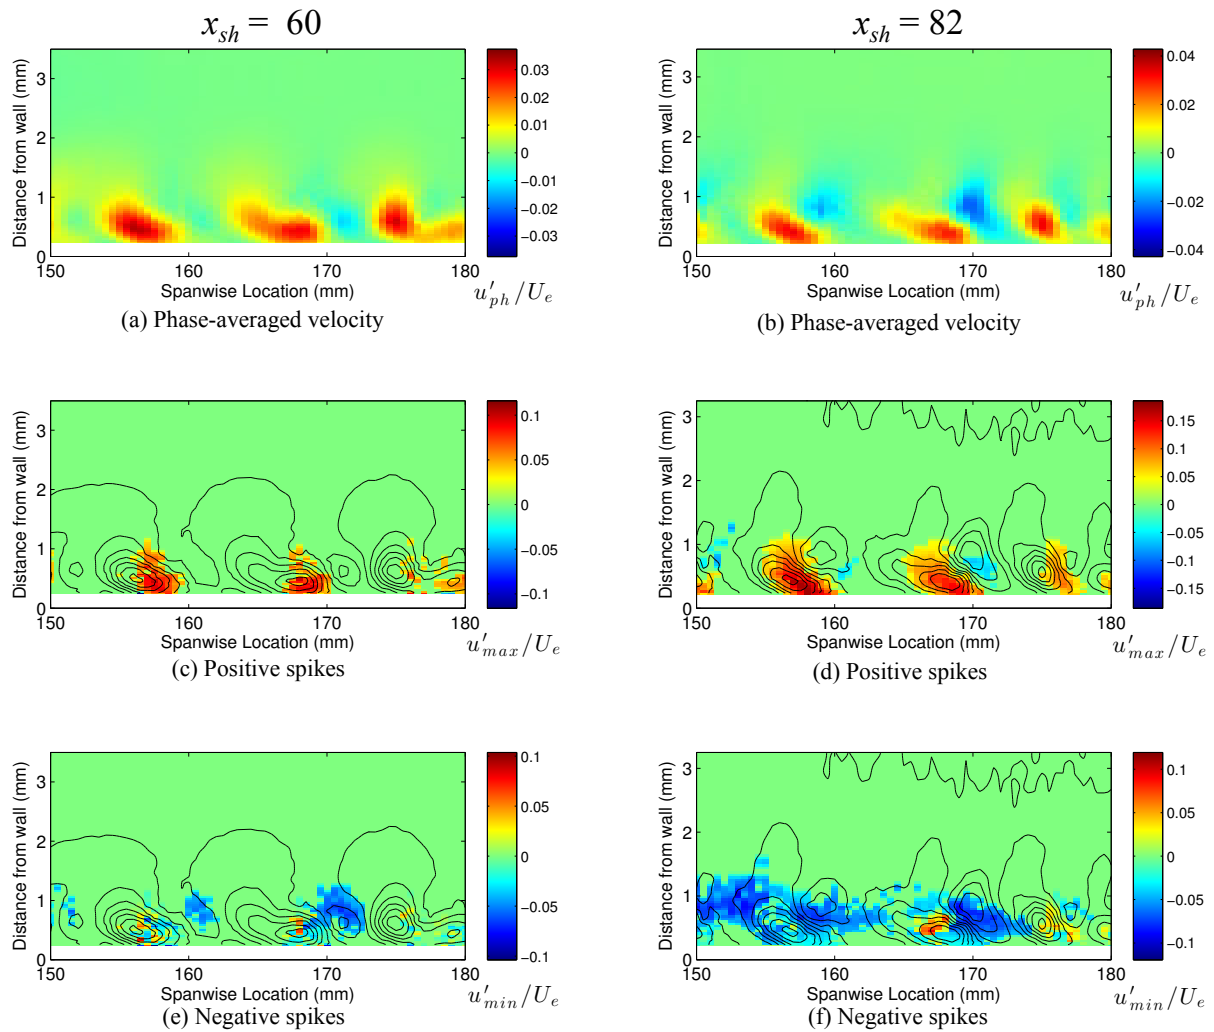 x_sh = 60
x_sh = 82
Distance from wall (mm)
3
2
1
0
150 160 170 180
Spanwise Location (mm)
0.03
0.02
0.01
0
−0.01
−0.02
−0.03
u′_ph/U_e
(a) Phase-averaged velocity
Distance from wall (mm)
3
2
1
0
150 160 170 180
Spanwise Location (mm)
0.04
0.02
0
−0.02
−0.04
u′_ph/U_e
(b) Phase-averaged velocity
Distance from wall (mm)
3
2
1
0
150 160 170 180
Spanwise Location (mm)
0.1
0.05
0
−0.05
−0.1
u′_max/U_e
(c) Positive spikes
Distance from wall (mm)
3
2
1
0
150 160 170 180
Spanwise Location (mm)
0.15
0.1
0.05
0
−0.05
−0.1
−0.15
u′_max/U_e
(d) Positive spikes
Distance from wall (mm)
3
2
1
0
150 160 170 180
Spanwise Location (mm)
0.1
0.05
0
−0.05
−0.1
u′_min/U_e
(e) Negative spikes
Distance from wall (mm)
3
2
1
0
150 160 170 180
Spanwise Location (mm)
0.1
0.05
0
−0.05
−0.1
u′_min/U_e
(f) Negative spikes